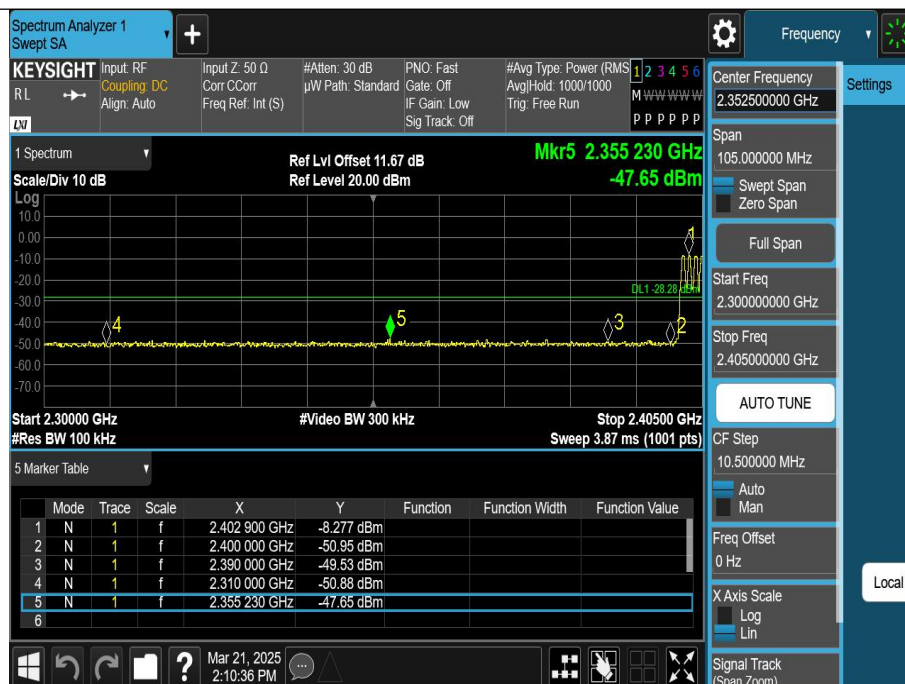 Spectrum Analyzer 1
Swept SA
+
Frequency
KEYSIGHT
RL
LXI
Input: RF
Coupling: DC
Align: Auto
Input Z: 50 Ω
Corr CCorr
Freq Ref: Int (S)
#Atten: 30 dB
µW Path: Standard
PNO: Fast
Gate: Off
IF Gain: Low
Sig Track: Off
#Avg Type: Power (RMS
Avg|Hold: 1000/1000
Trig: Free Run
1 2 3 4 5 6
M W W W W W
P P P P P P
1 Spectrum
Scale/Div 10 dB
Ref Lvl Offset 11.67 dB
Ref Level 20.00 dBm
Mkr5 2.355 230 GHz
-47.65 dBm
Log
10.0
0.00
-10.0
-20.0
-30.0
-40.0
-50.0
-60.0
-70.0
1
DL1 -28.28 dBm
4
5
3
2
Start 2.30000 GHz
#Res BW 100 kHz
#Video BW 300 kHz
Stop 2.40500 GHz
Sweep 3.87 ms (1001 pts)
5 Marker Table
Mode Trace Scale X Y Function Function Width Function Value
1 N 1 f 2.402 900 GHz -8.277 dBm
2 N 1 f 2.400 000 GHz -50.95 dBm
3 N 1 f 2.390 000 GHz -49.53 dBm
4 N 1 f 2.310 000 GHz -50.88 dBm
5 N 1 f 2.355 230 GHz -47.65 dBm
6
?
Mar 21, 2025
2:10:36 PM
Center Frequency
2.352500000 GHz
Span
105.000000 MHz
Swept Span
Zero Span
Full Span
Start Freq
2.300000000 GHz
Stop Freq
2.405000000 GHz
AUTO TUNE
CF Step
10.500000 MHz
Auto
Man
Freq Offset
0 Hz
X Axis Scale
Log
Lin
Signal Track
(Span Zoom)
Settings
Local